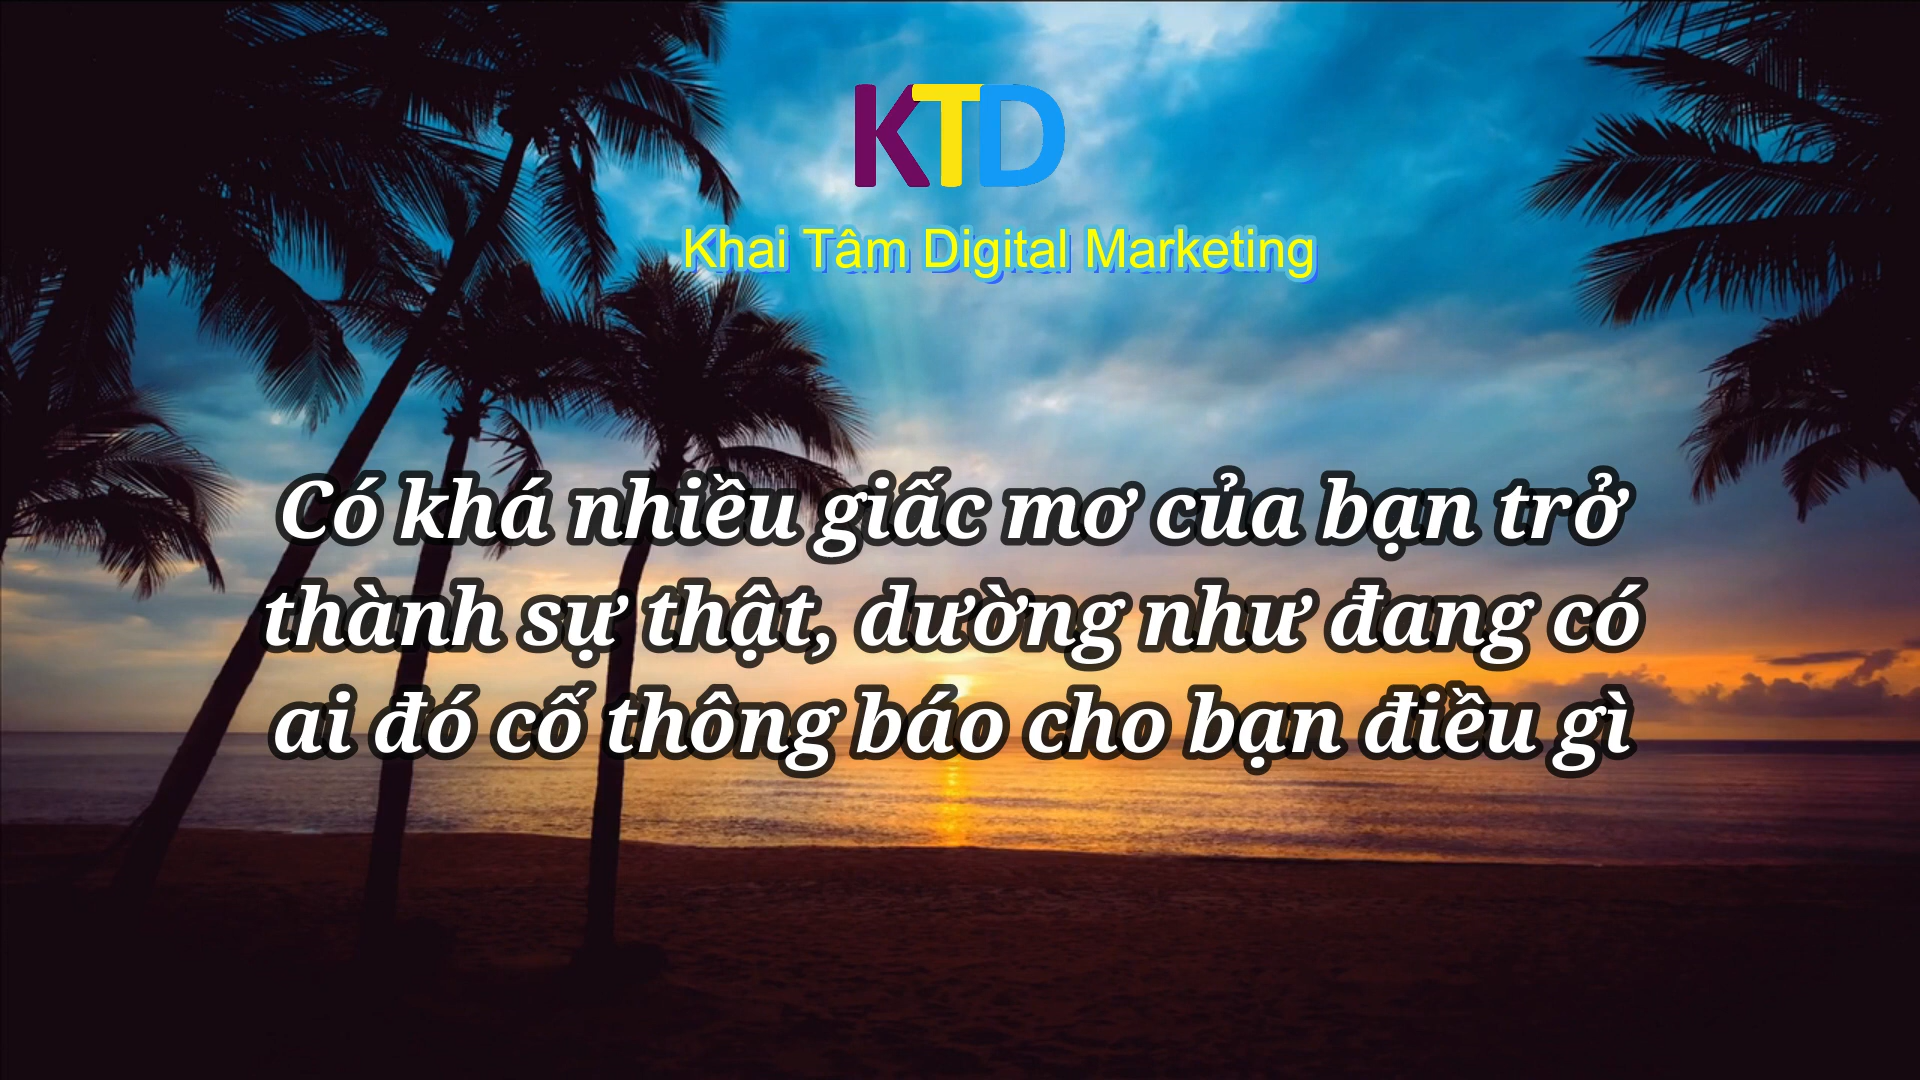 KTD
Khai Tâm Digital Marketing
Có khá nhiều giấc mơ của bạn trở
thành sự thật, dường như đang có
ai đó cố thông báo cho bạn điều gì